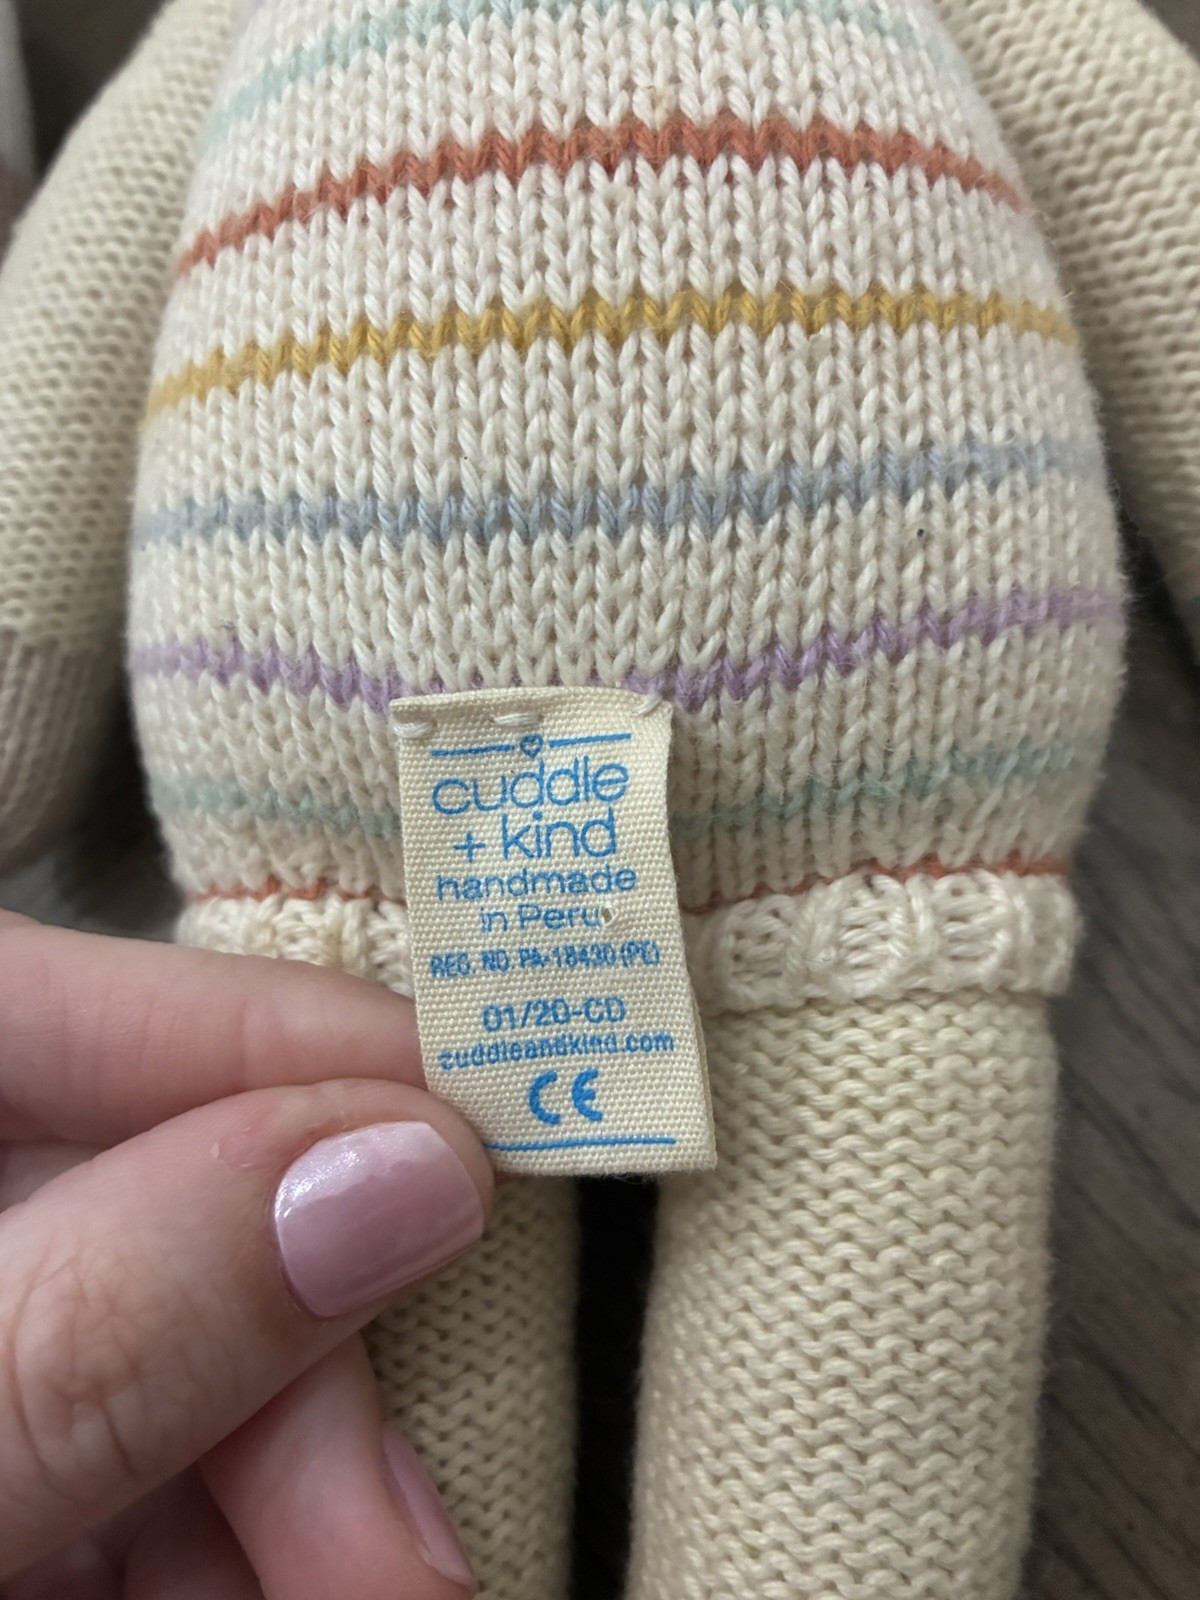 cuddle
+ kind
handmade
in Peru
REG. NO PA-18430 (PE)
01/20-CD
cuddleandkind.com
CE